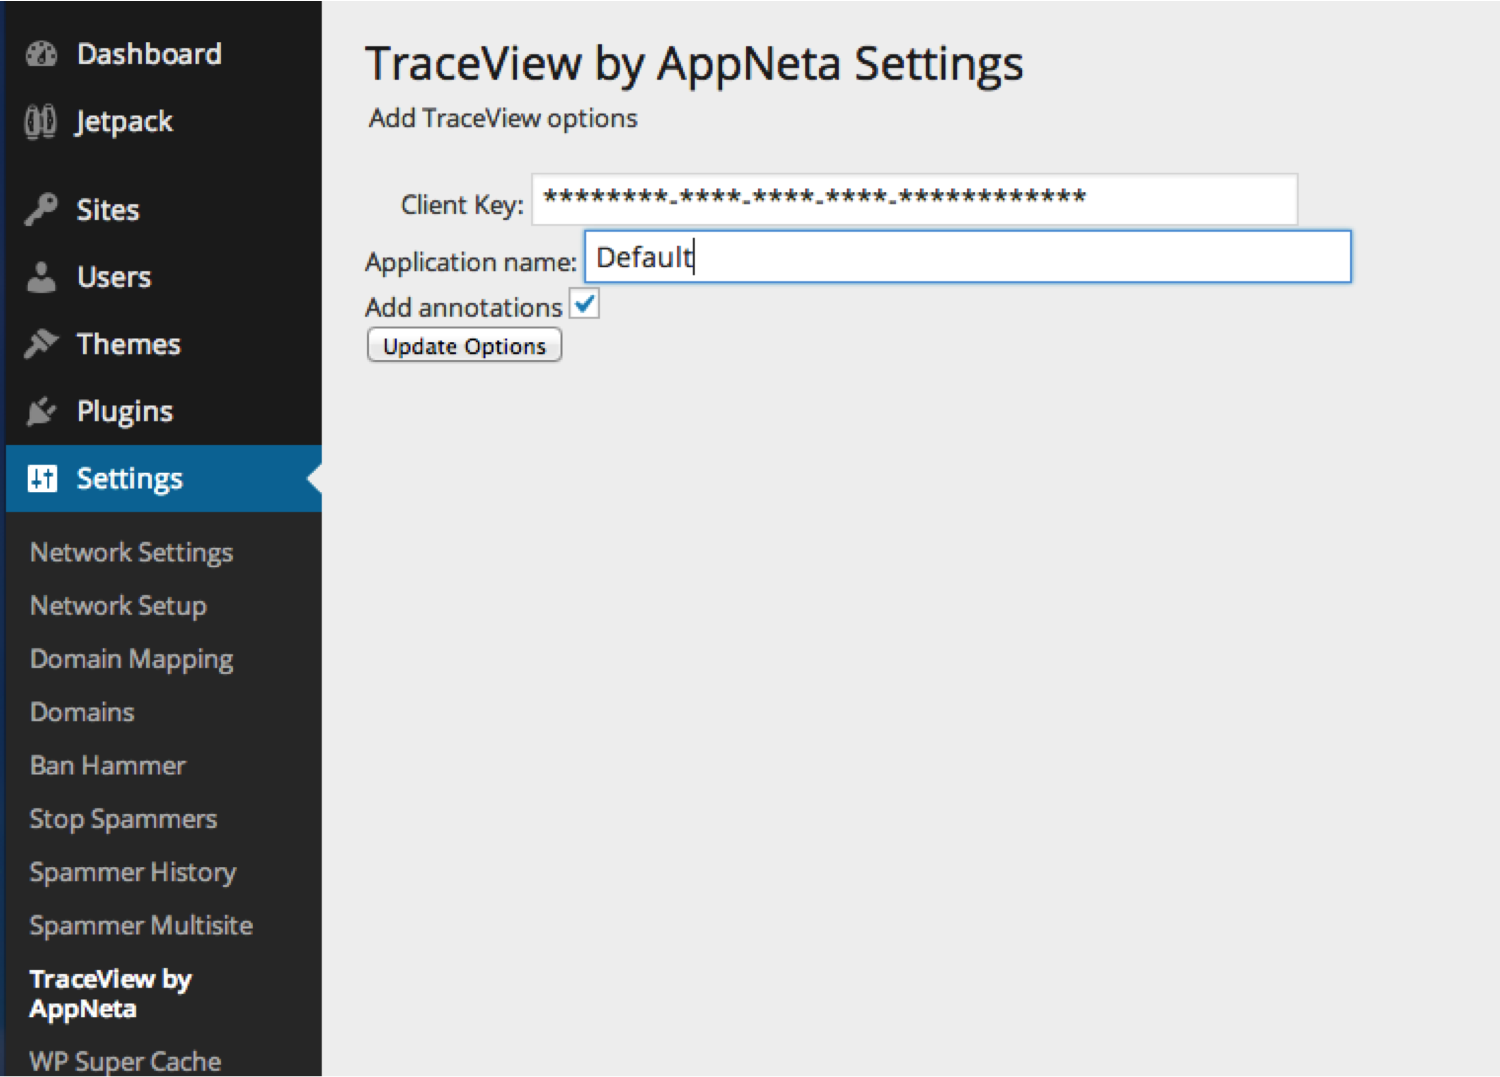 Dashboard
Jetpack
Sites
Users
Themes
Plugins
Settings
Network Settings
Network Setup
Domain Mapping
Domains
Ban Hammer
Stop Spammers
Spammer History
Spammer Multisite
TraceView by
AppNeta
WP Super Cache
TraceView by AppNeta Settings
Add TraceView options
Client Key: ********-****-****-****-************
Application name: Default
Add annotations
Update Options